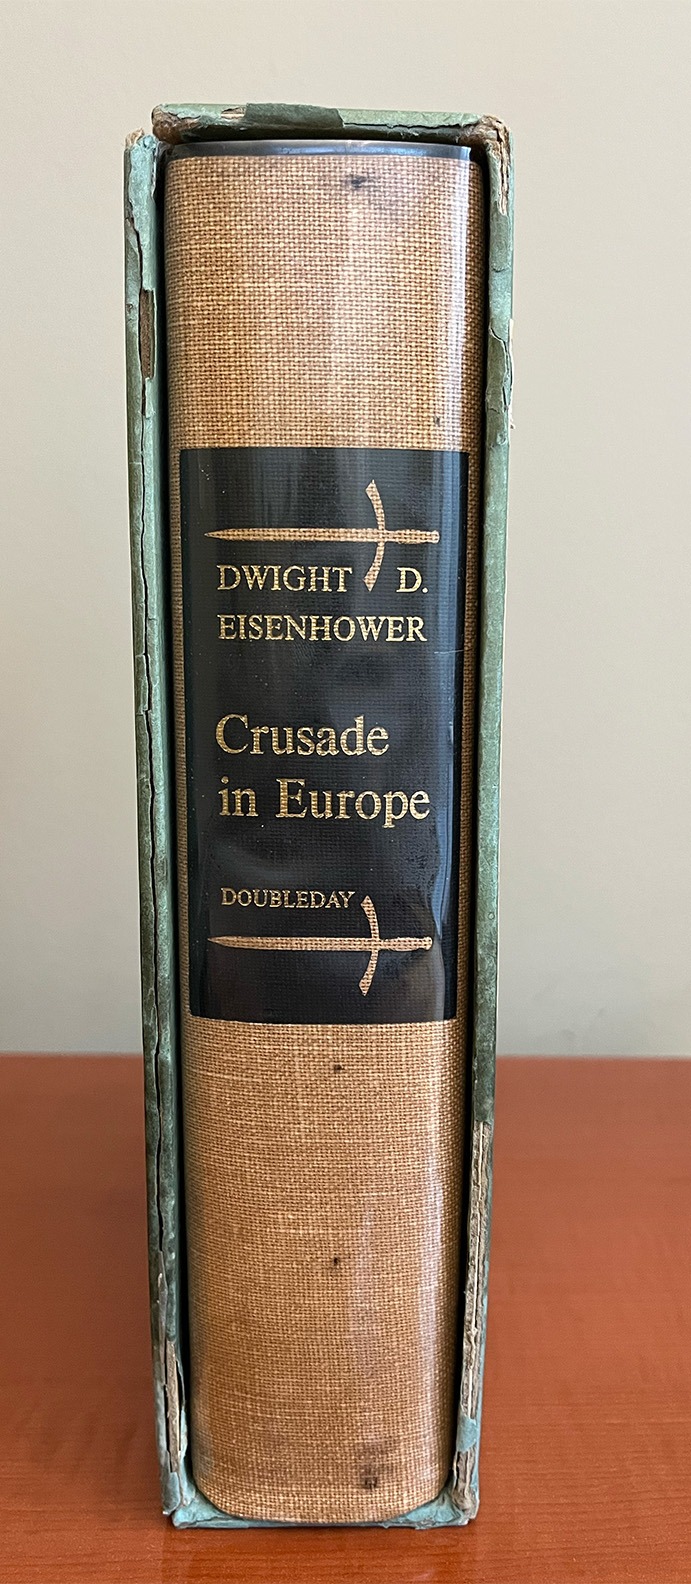 DWIGHT D.
EISENHOWER
Crusade
in Europe
DOUBLEDAY